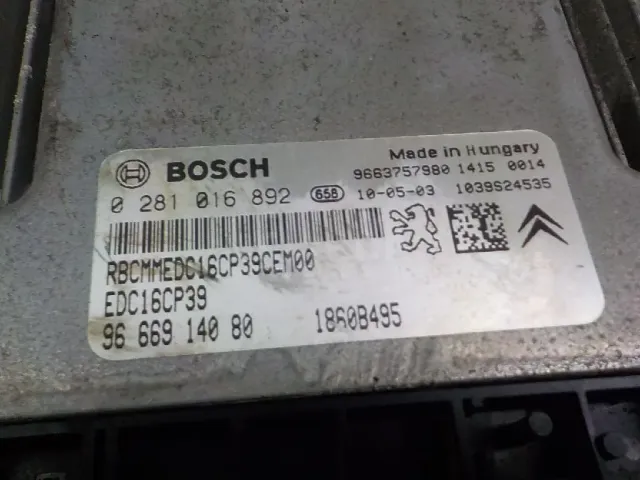 BOSCH
Made in Hungary
9663757980 1415 0014
0 281 016 892 658 10-05-03 1039S24535
RBCMMEDC16CP39CEM00
EDC16CP39
96 669 140 80 1860B495